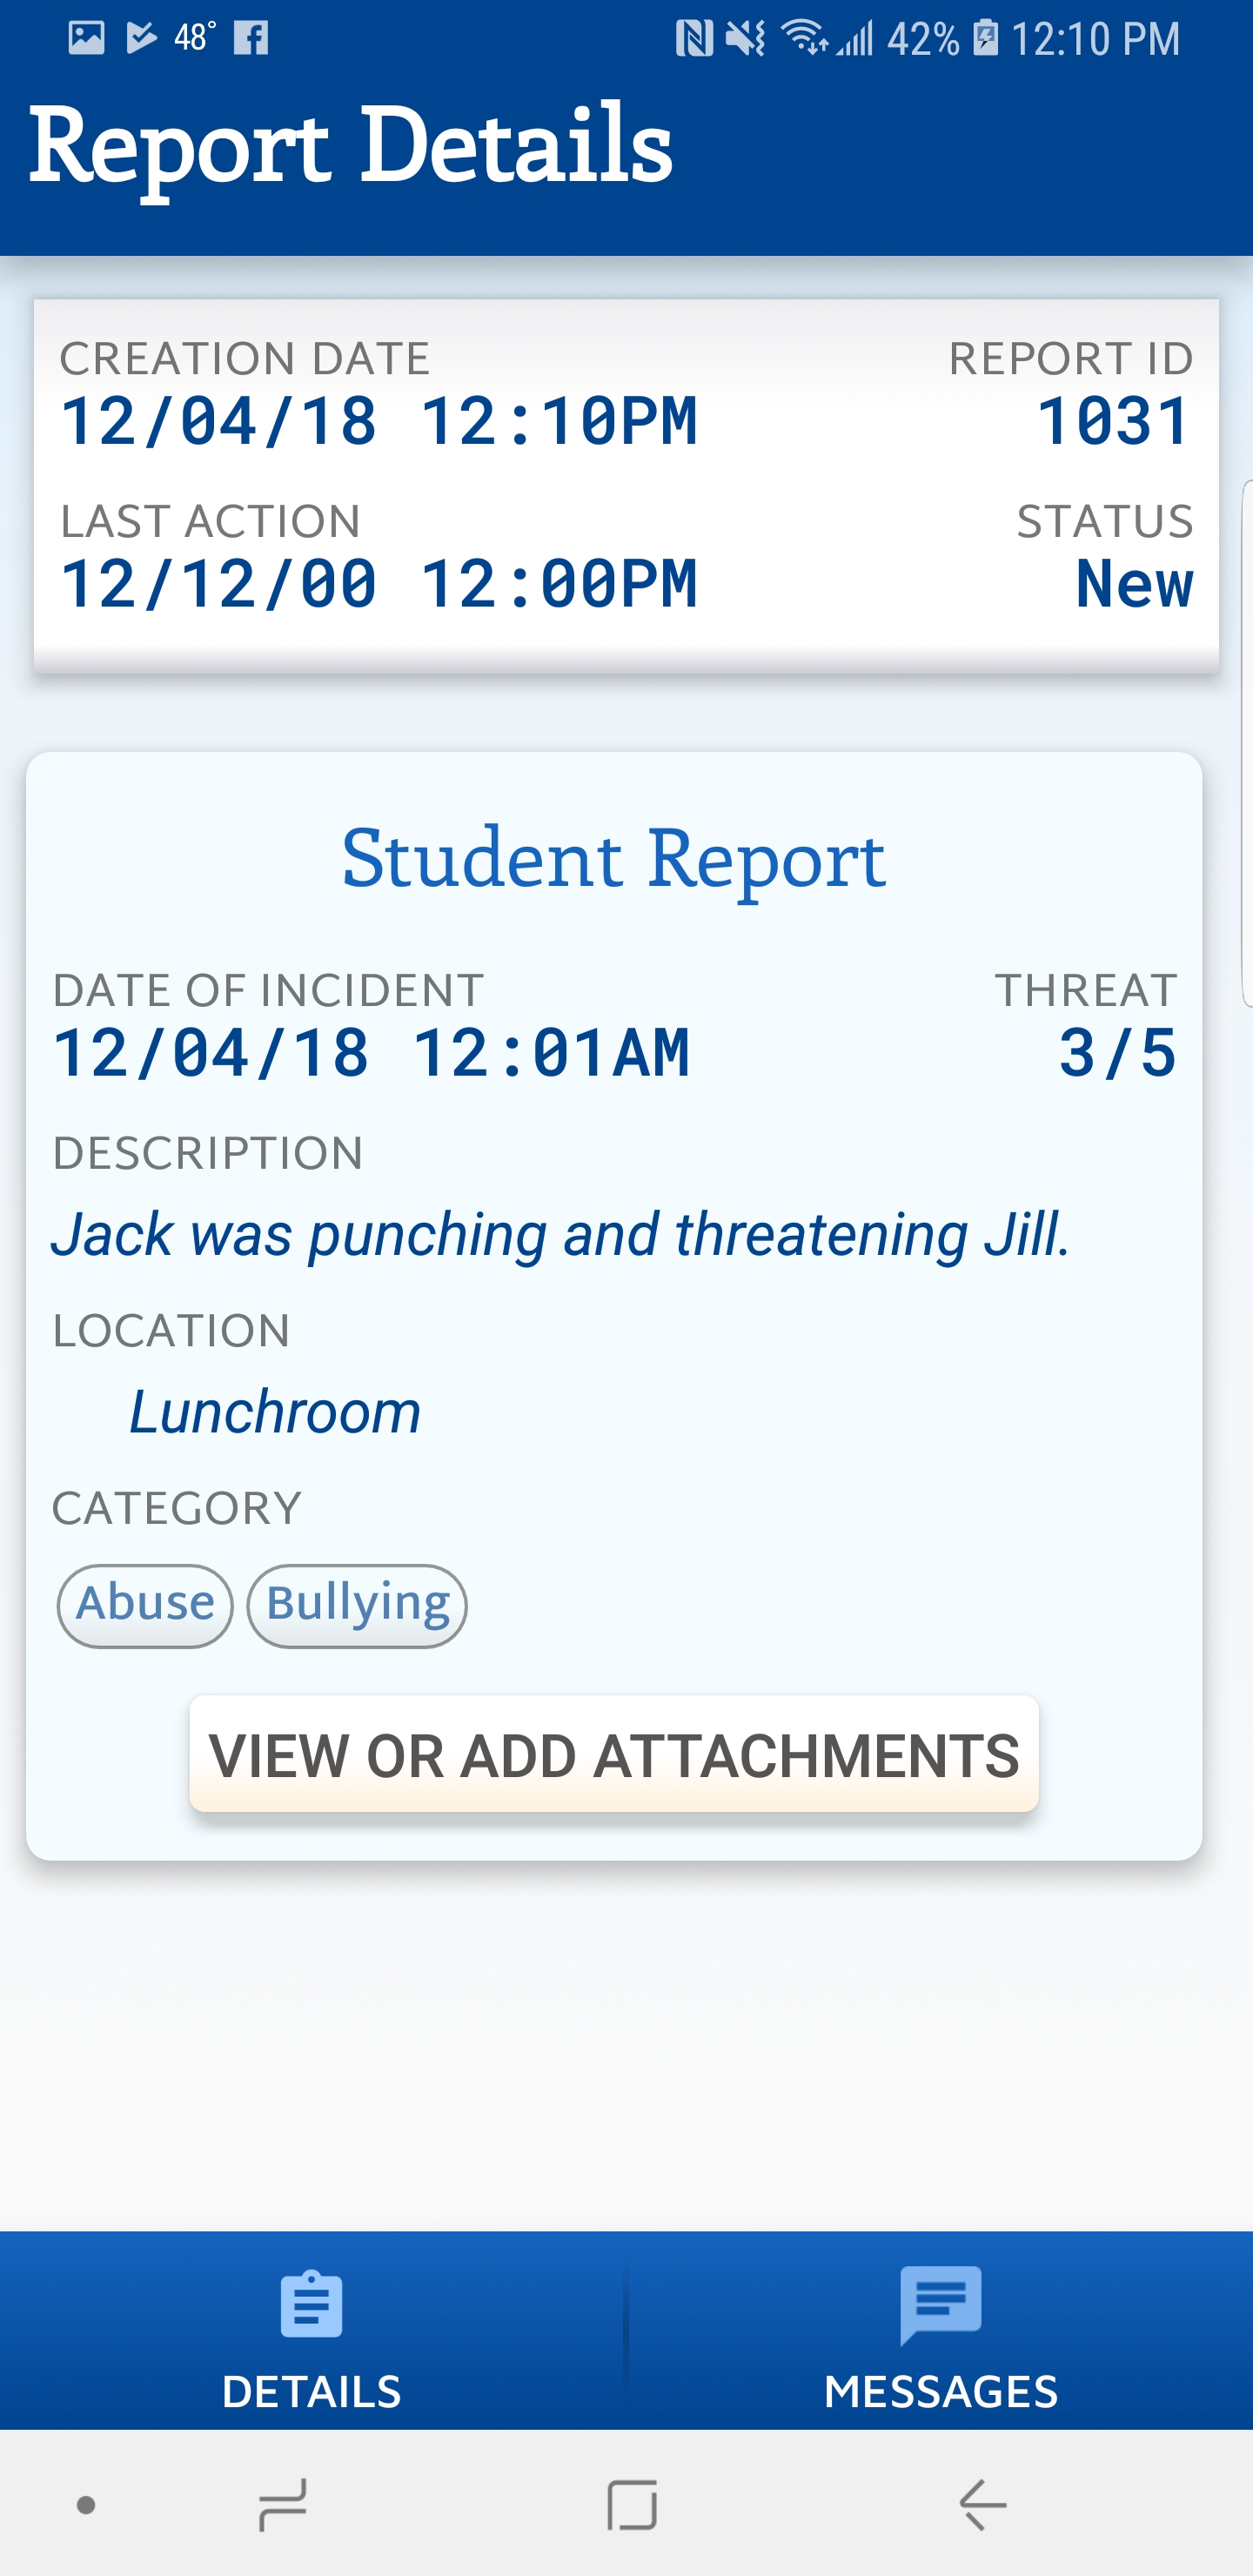 48° 42% 12:10 PM
Report Details
CREATION DATE REPORT ID
12/04/18 12:10PM 1031
LAST ACTION STATUS
12/12/00 12:00PM New
Student Report
DATE OF INCIDENT THREAT
12/04/18 12:01AM 3/5
DESCRIPTION
Jack was punching and threatening Jill.
LOCATION
Lunchroom
CATEGORY
Abuse Bullying
VIEW OR ADD ATTACHMENTS
DETAILS MESSAGES